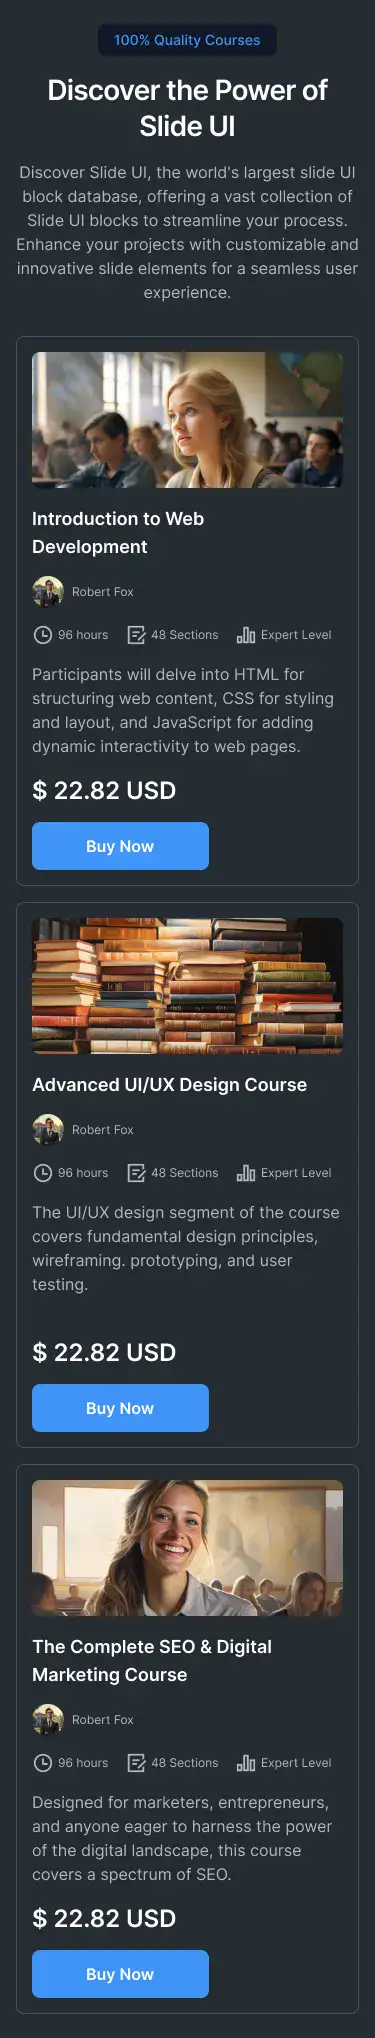 100% Quality Courses
Discover the Power of
Slide UI
Discover Slide UI, the world's largest slide UI
block database, offering a vast collection of
Slide UI blocks to streamline your process.
Enhance your projects with customizable and
innovative slide elements for a seamless user
experience.
Introduction to Web
Development
Robert Fox
96 hours 48 Sections Expert Level
Participants will delve into HTML for
structuring web content, CSS for styling
and layout, and JavaScript for adding
dynamic interactivity to web pages.
$ 22.82 USD
Buy Now
Advanced UI/UX Design Course
Robert Fox
96 hours 48 Sections Expert Level
The UI/UX design segment of the course
covers fundamental design principles,
wireframing. prototyping, and user
testing.
$ 22.82 USD
Buy Now
The Complete SEO & Digital
Marketing Course
Robert Fox
96 hours 48 Sections Expert Level
Designed for marketers, entrepreneurs,
and anyone eager to harness the power
of the digital landscape, this course
covers a spectrum of SEO.
$ 22.82 USD
Buy Now